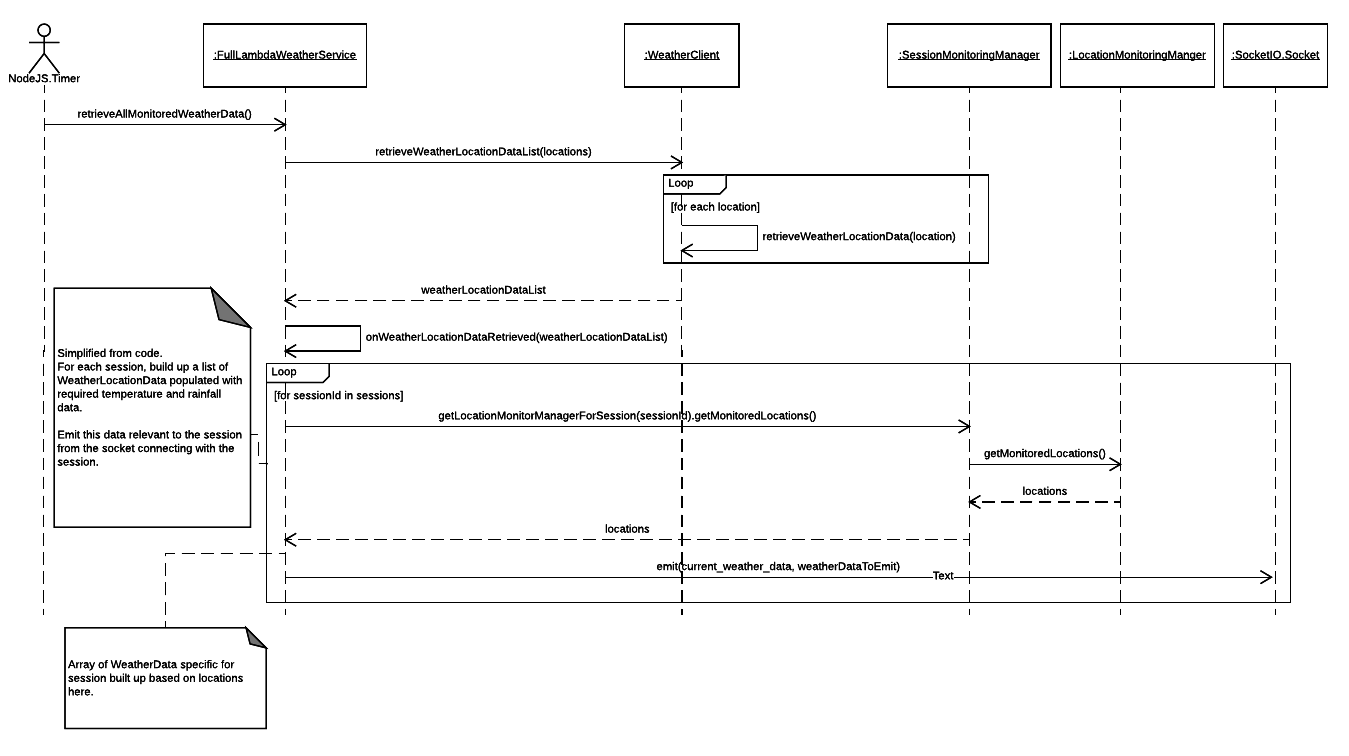 NodeJS.Timer
:FullLambdaWeatherService
:WeatherClient
:SessionMonitoringManager
:LocationMonitoringManger
:SocketIO.Socket
retrieveAllMonitoredWeatherData()
retrieveWeatherLocationDataList(locations)
Loop
[for each location]
retrieveWeatherLocationData(location)
weatherLocationDataList
onWeatherLocationDataRetrieved(weatherLocationDataList)
Simplified from code.
For each session, build up a list of
WeatherLocationData populated with
required temperature and rainfall
data.
Emit this data relevant to the session
from the socket connecting with the
session.
Loop
[for sessionId in sessions]
getLocationMonitorManagerForSession(sessionId).getMonitoredLocations()
getMonitoredLocations()
locations
locations
emit(current_weather_data, weatherDataToEmit)
Text
Array of WeatherData specific for
session built up based on locations
here.